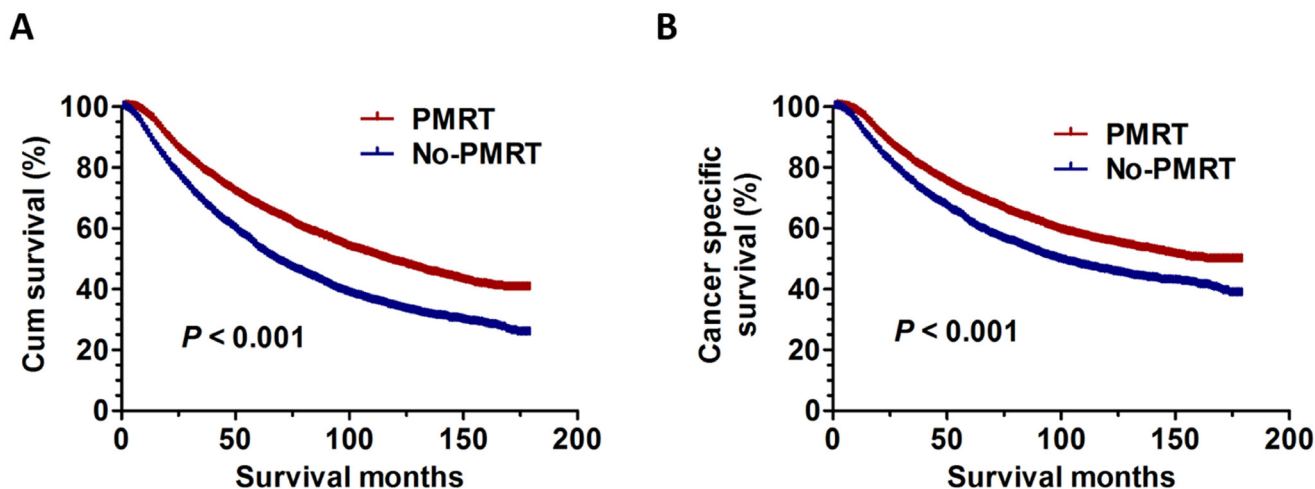 A
Cum survival (%)
100
80
60
40
20
0
PMRT
No-PMRT
P < 0.001
0 50 100 150 200
Survival months
B
Cancer specific
survival (%)
100
80
60
40
20
0
PMRT
No-PMRT
P < 0.001
0 50 100 150 200
Survival months